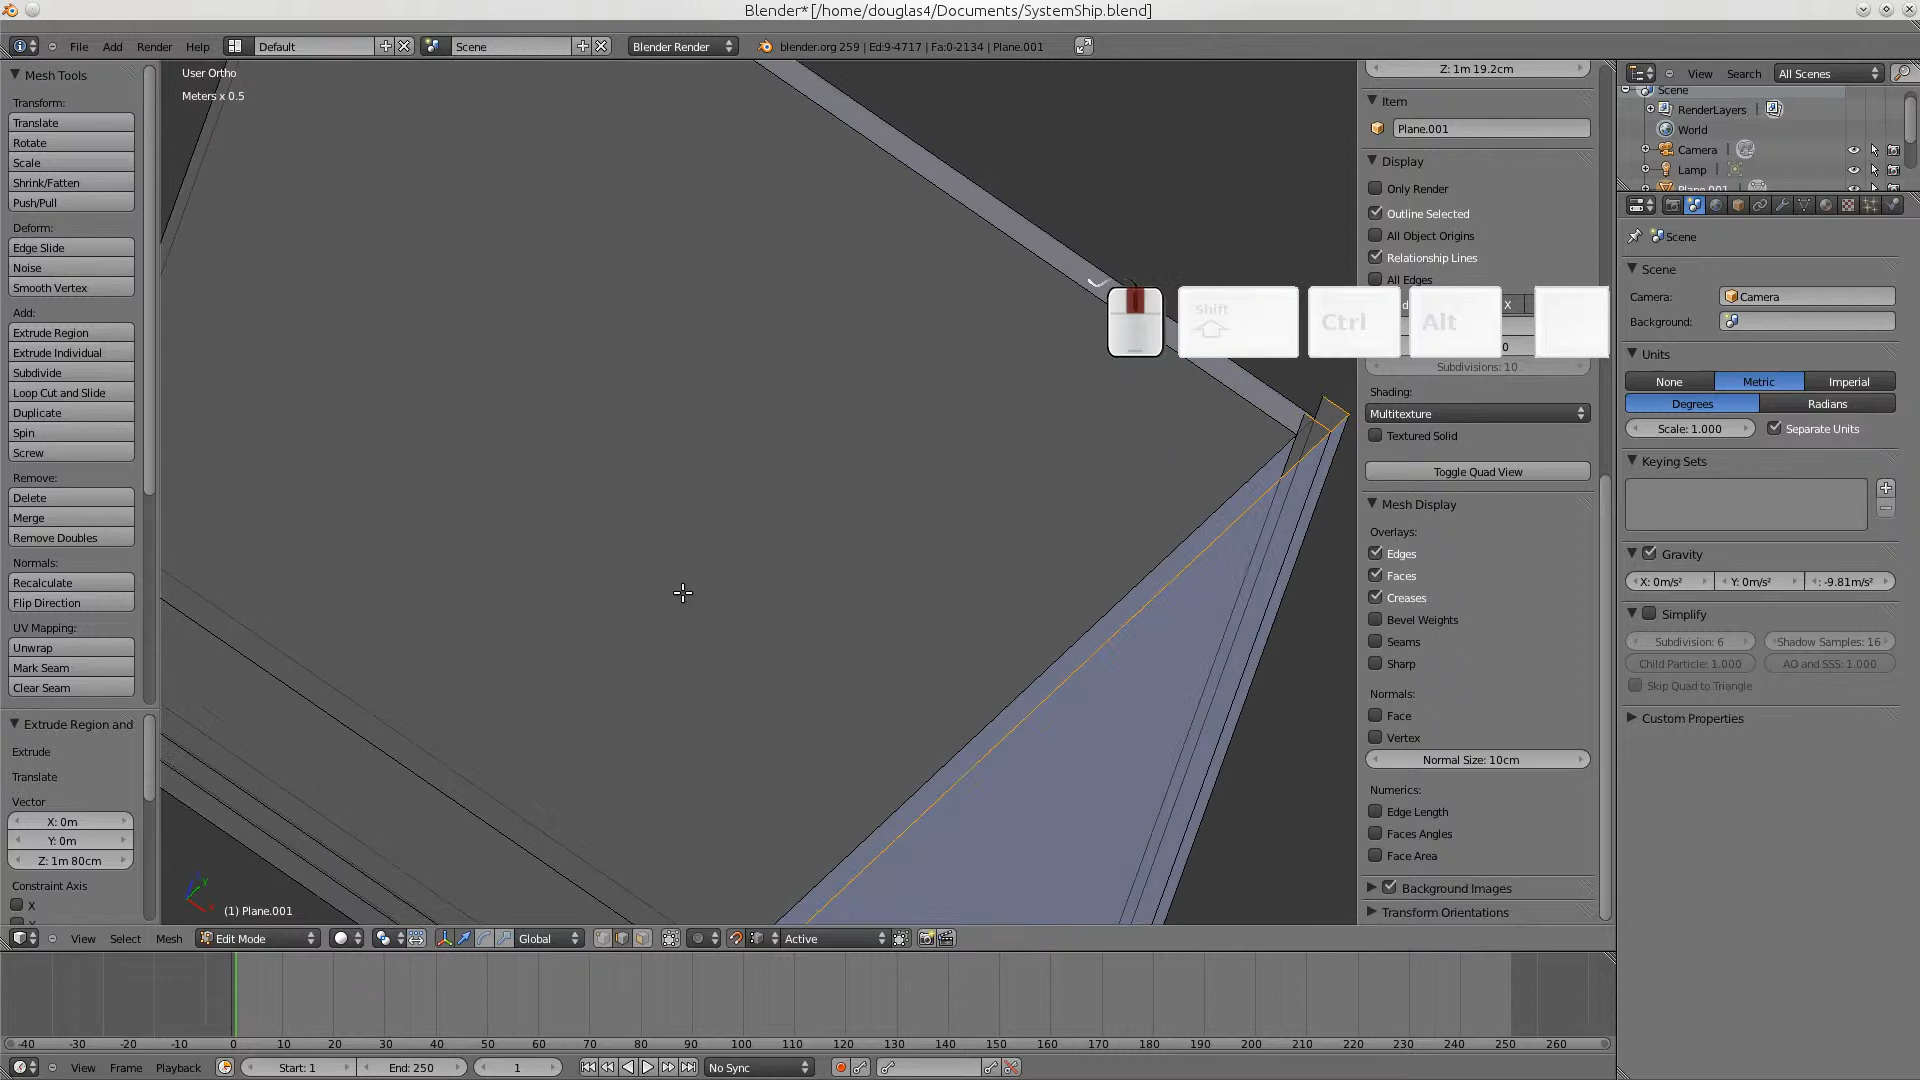 Blender* [/home/douglas4/Documents/SystemShip.blend]
File Add Render Help Default Scene Blender Render blender.org 259 | Ed:9-4717 | Fa:0-2134 | Plane.001
Mesh Tools
Transform:
Translate
Rotate
Scale
Shrink/Fatten
Push/Pull
Deform:
Edge Slide
Noise
Smooth Vertex
Add:
Extrude Region
Extrude Individual
Subdivide
Loop Cut and Slide
Duplicate
Spin
Screw
Remove:
Delete
Merge
Remove Doubles
Normals:
Recalculate
Flip Direction
UV Mapping:
Unwrap
Mark Seam
Clear Seam
Extrude Region and
Extrude
Translate
Vector
X: 0m
Y: 0m
Z: 1m 80cm
Constraint Axis
X
User Ortho
Meters x 0.5
(1) Plane.001
Shift
Ctrl
Alt
Z: 1m 19.2cm
Item
Plane.001
Display
Only Render
Outline Selected
All Object Origins
Relationship Lines
All Edges
X
0
Subdivisions: 10
Shading:
Multitexture
Textured Solid
Toggle Quad View
Mesh Display
Overlays:
Edges
Faces
Creases
Bevel Weights
Seams
Sharp
Normals:
Face
Vertex
Normal Size: 10cm
Numerics:
Edge Length
Faces Angles
Face Area
Background Images
Transform Orientations
View Search All Scenes
Scene
RenderLayers |
World
Camera |
Lamp |
Plane.001
Scene
Scene
Camera: Camera
Background:
Units
None Metric Imperial
Degrees Radians
Scale: 1.000 Separate Units
Keying Sets
Gravity
X: 0m/s² Y: 0m/s² : -9.81m/s²
Simplify
Subdivision: 6 Shadow Samples: 16
Child Particle: 1.000 AO and SSS: 1.000
Skip Quad to Triangle
Custom Properties
View Select Mesh Edit Mode Global Active
-40 -30 -20 -10 0 10 20 30 40 50 60 70 80 90 100 110 120 130 140 150 160 170 180 190 200 210 220 230 240 250 260
View Frame Playback Start: 1 End: 250 1 No Sync